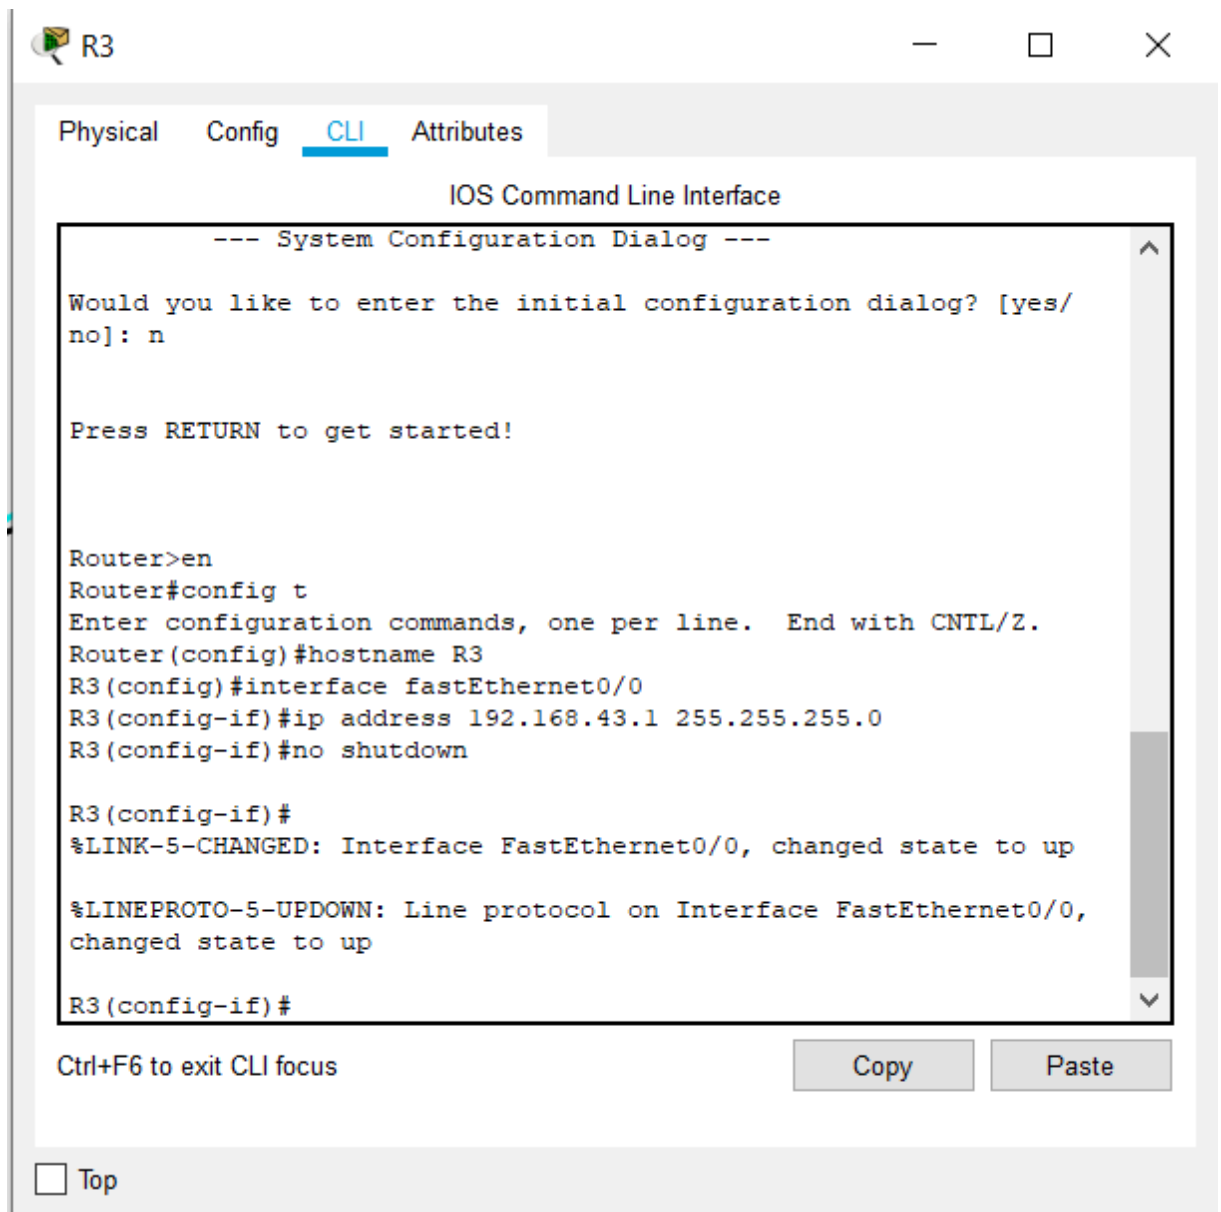 R3
Physical Config CLI Attributes
IOS Command Line Interface
--- System Configuration Dialog ---
Would you like to enter the initial configuration dialog? [yes/
no]: n
Press RETURN to get started!
Router>en
Router#config t
Enter configuration commands, one per line.  End with CNTL/Z.
Router(config)#hostname R3
R3(config)#interface fastEthernet0/0
R3(config-if)#ip address 192.168.43.1 255.255.255.0
R3(config-if)#no shutdown
R3(config-if)#
%LINK-5-CHANGED: Interface FastEthernet0/0, changed state to up
%LINEPROTO-5-UPDOWN: Line protocol on Interface FastEthernet0/0,
changed state to up
R3(config-if)#
Ctrl+F6 to exit CLI focus
Copy Paste
Top